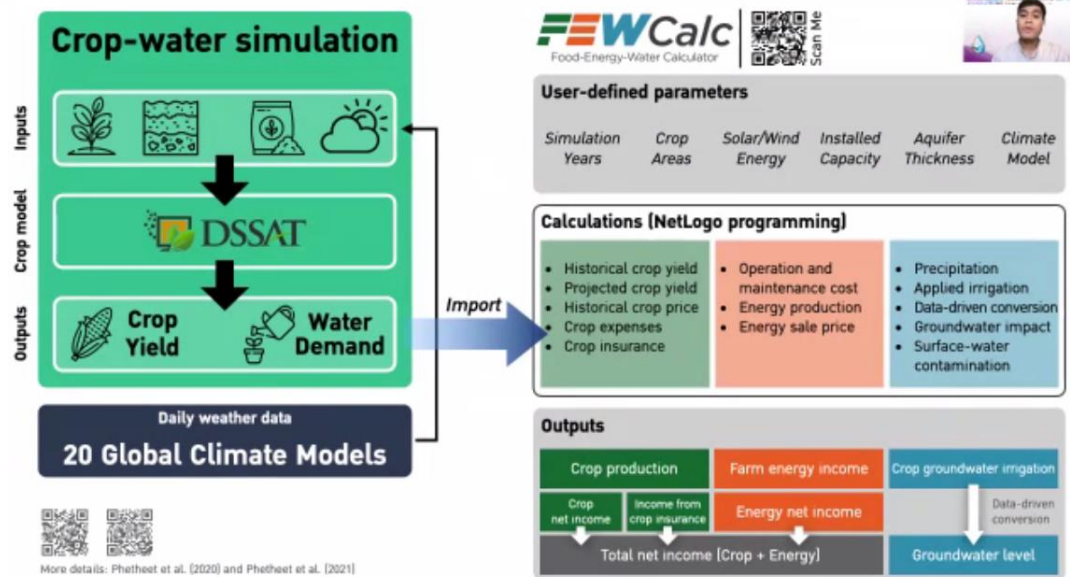 Crop-water simulation
Inputs
Crop model
DSSAT
Outputs
Crop
Yield
Water
Demand
Import
Daily weather data
20 Global Climate Models
More details: Phetheet et al. (2020) and Phetheet et al. (2021)
FEWCalc
Food-Energy-Water Calculator
Scan Me
User-defined parameters
Simulation
Years
Crop
Areas
Solar/Wind
Energy
Installed
Capacity
Aquifer
Thickness
Climate
Model
Calculations (NetLogo programming)
• Historical crop yield
• Projected crop yield
• Historical crop price
• Crop expenses
• Crop insurance
• Operation and
maintenance cost
• Energy production
• Energy sale price
• Precipitation
• Applied irrigation
• Data-driven conversion
• Groundwater impact
• Surface-water
contamination
Outputs
Crop production
Farm energy income
Crop groundwater irrigation
Crop
net income
Income from
crop insurance
Energy net income
Data-driven
conversion
Total net income (Crop + Energy)
Groundwater level